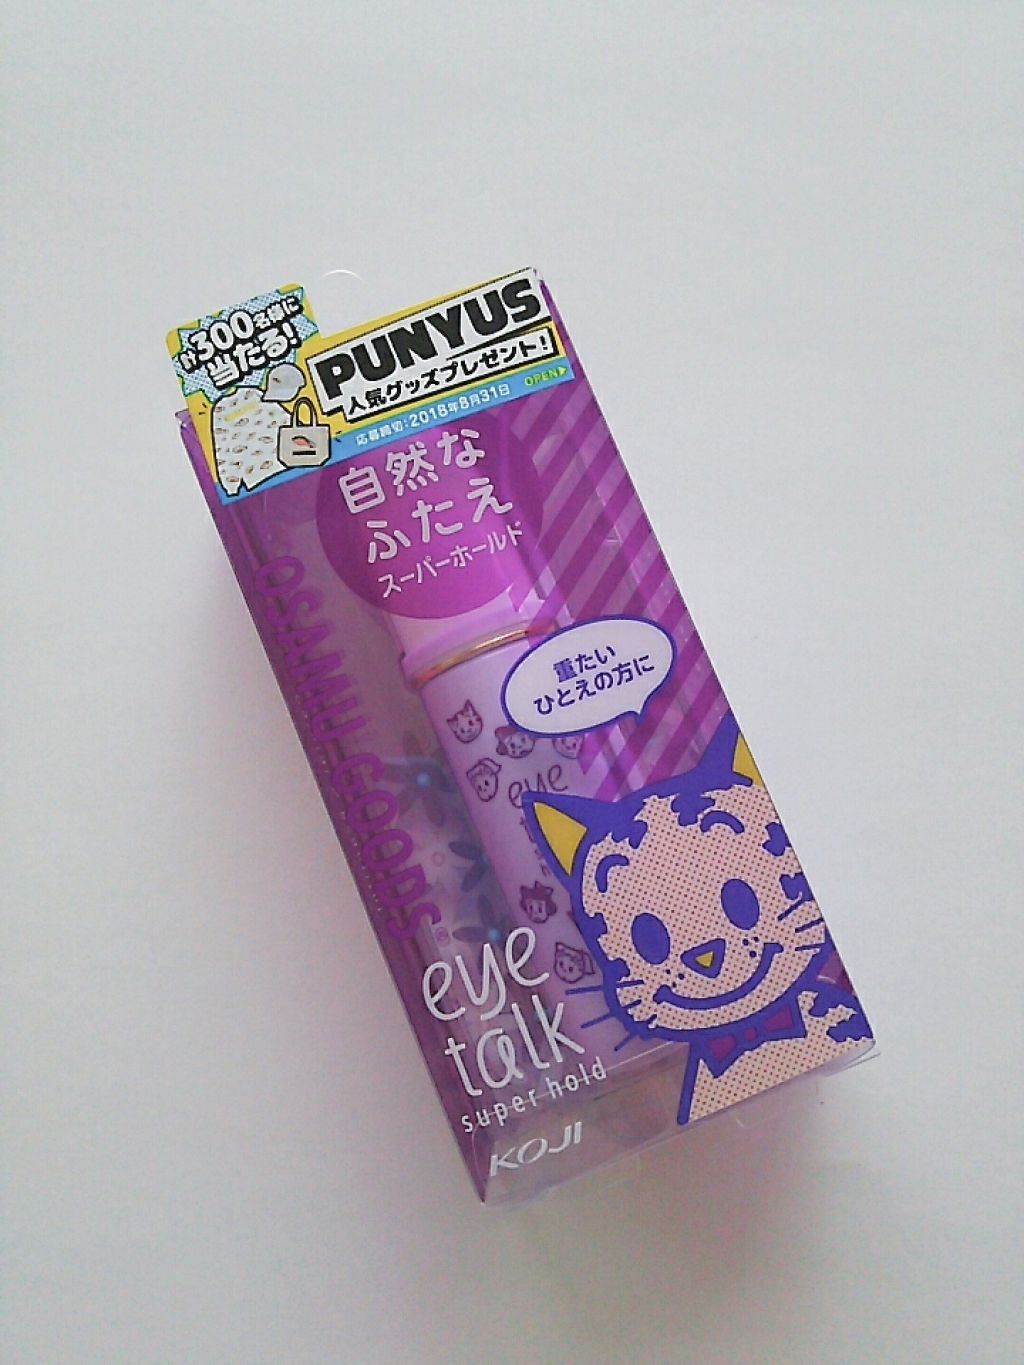 計300名様に
当たる!
PUNYUS
人気グッズプレゼント!
応募締切:2018年8月31日
OPEN▶
自然な
ふたえ
スーパーホールド
OSAMU GOODS®
重たい
ひとえの方に
eye
eye
talk
super hold
KOJI